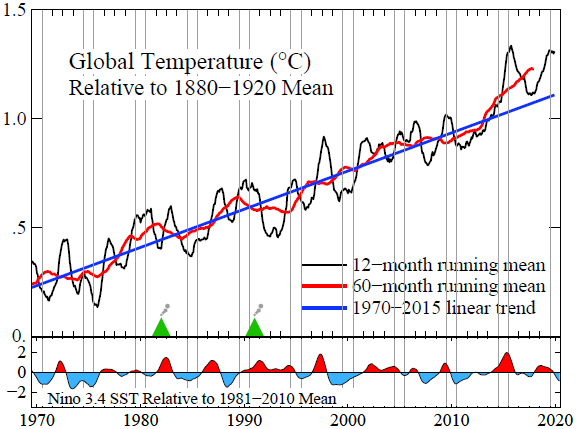 1.5
Global Temperature (°C)
Relative to 1880−1920 Mean
1.0
.5
12−month running mean
60−month running mean
1970−2015 linear trend
0.
2
0
−2
Nino 3.4 SST Relative to 1981−2010 Mean
1970 1980 1990 2000 2010 2020